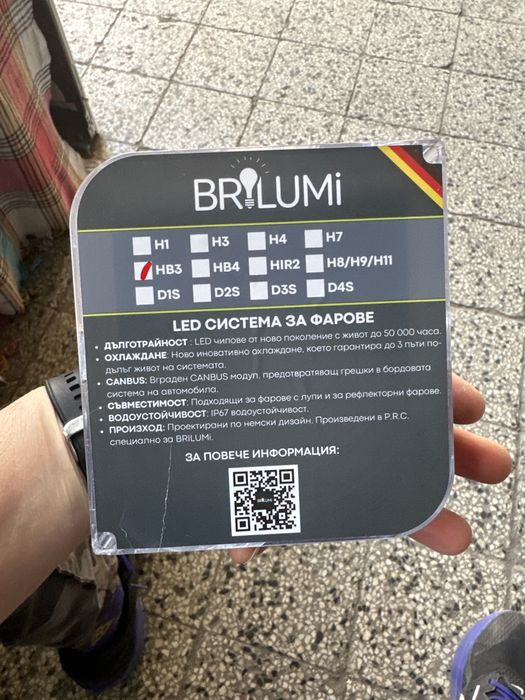 BRiLUMi
H1 H3 H4 H7
HB3 HB4 HIR2 H8/H9/H11
D1S D2S D3S D4S
LED СИСТЕМА ЗА ФАРОВЕ
• ДЪЛГОТРАЙНОСТ : LED чипове от ново поколение с живот до 50 000 часа.
• ОХЛАЖДАНЕ: Ново иновативно охлаждане, което гарантира до 3 пъти по-
дълъг живот на системата.
• CANBUS: Вграден CANBUS модул, предотвратяващ грешки в бордовата
система на автомобила.
• СЪВМЕСТИМОСТ: Подходящи за фарове с лупи и за рефлекторни фарове.
• ВОДОУСТОЙЧИВОСТ: IP67 водоустойчивост.
• ПРОИЗХОД: Проектирани по немски дизайн. Произведени в P.R.C.
специално за BRiLUMi.
ЗА ПОВЕЧЕ ИНФОРМАЦИЯ:
BRiLUMi